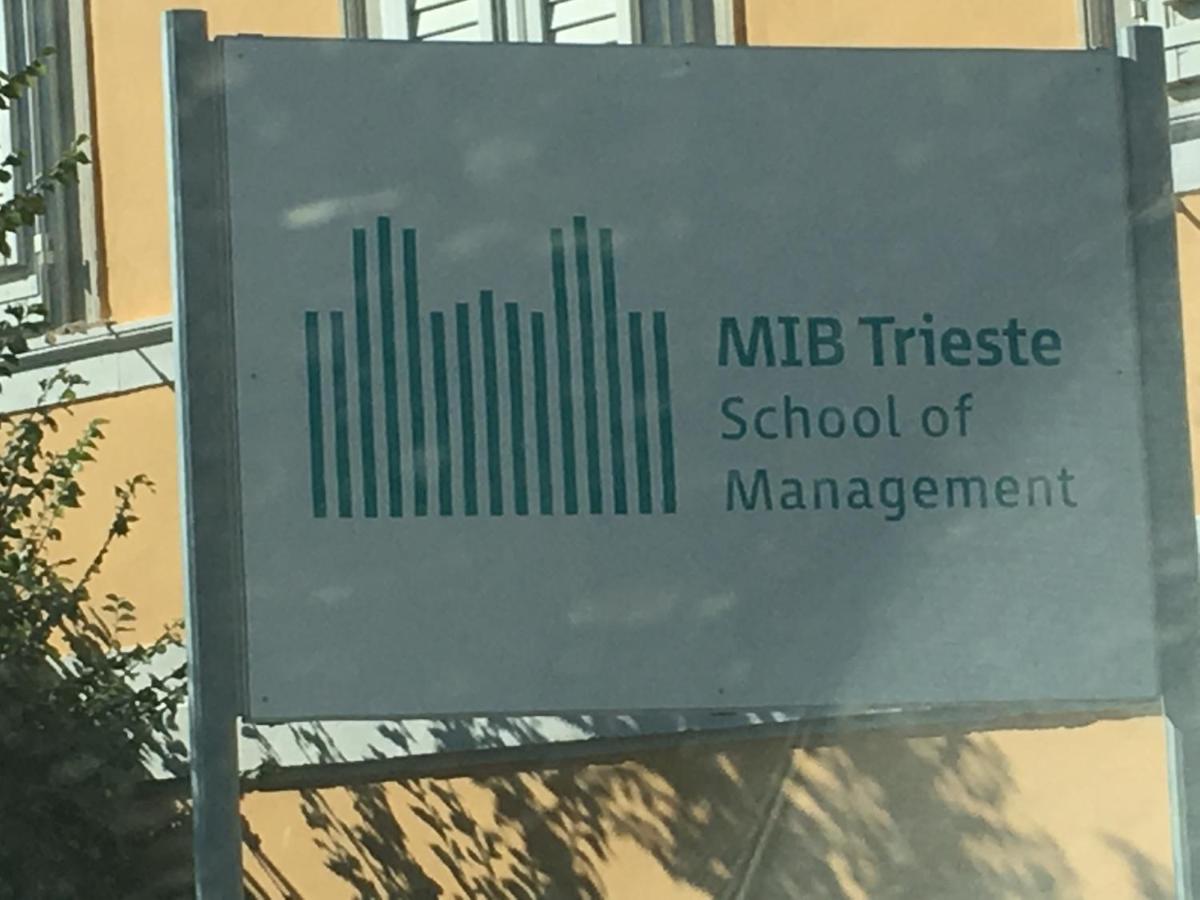 MIB Trieste
School of
Management